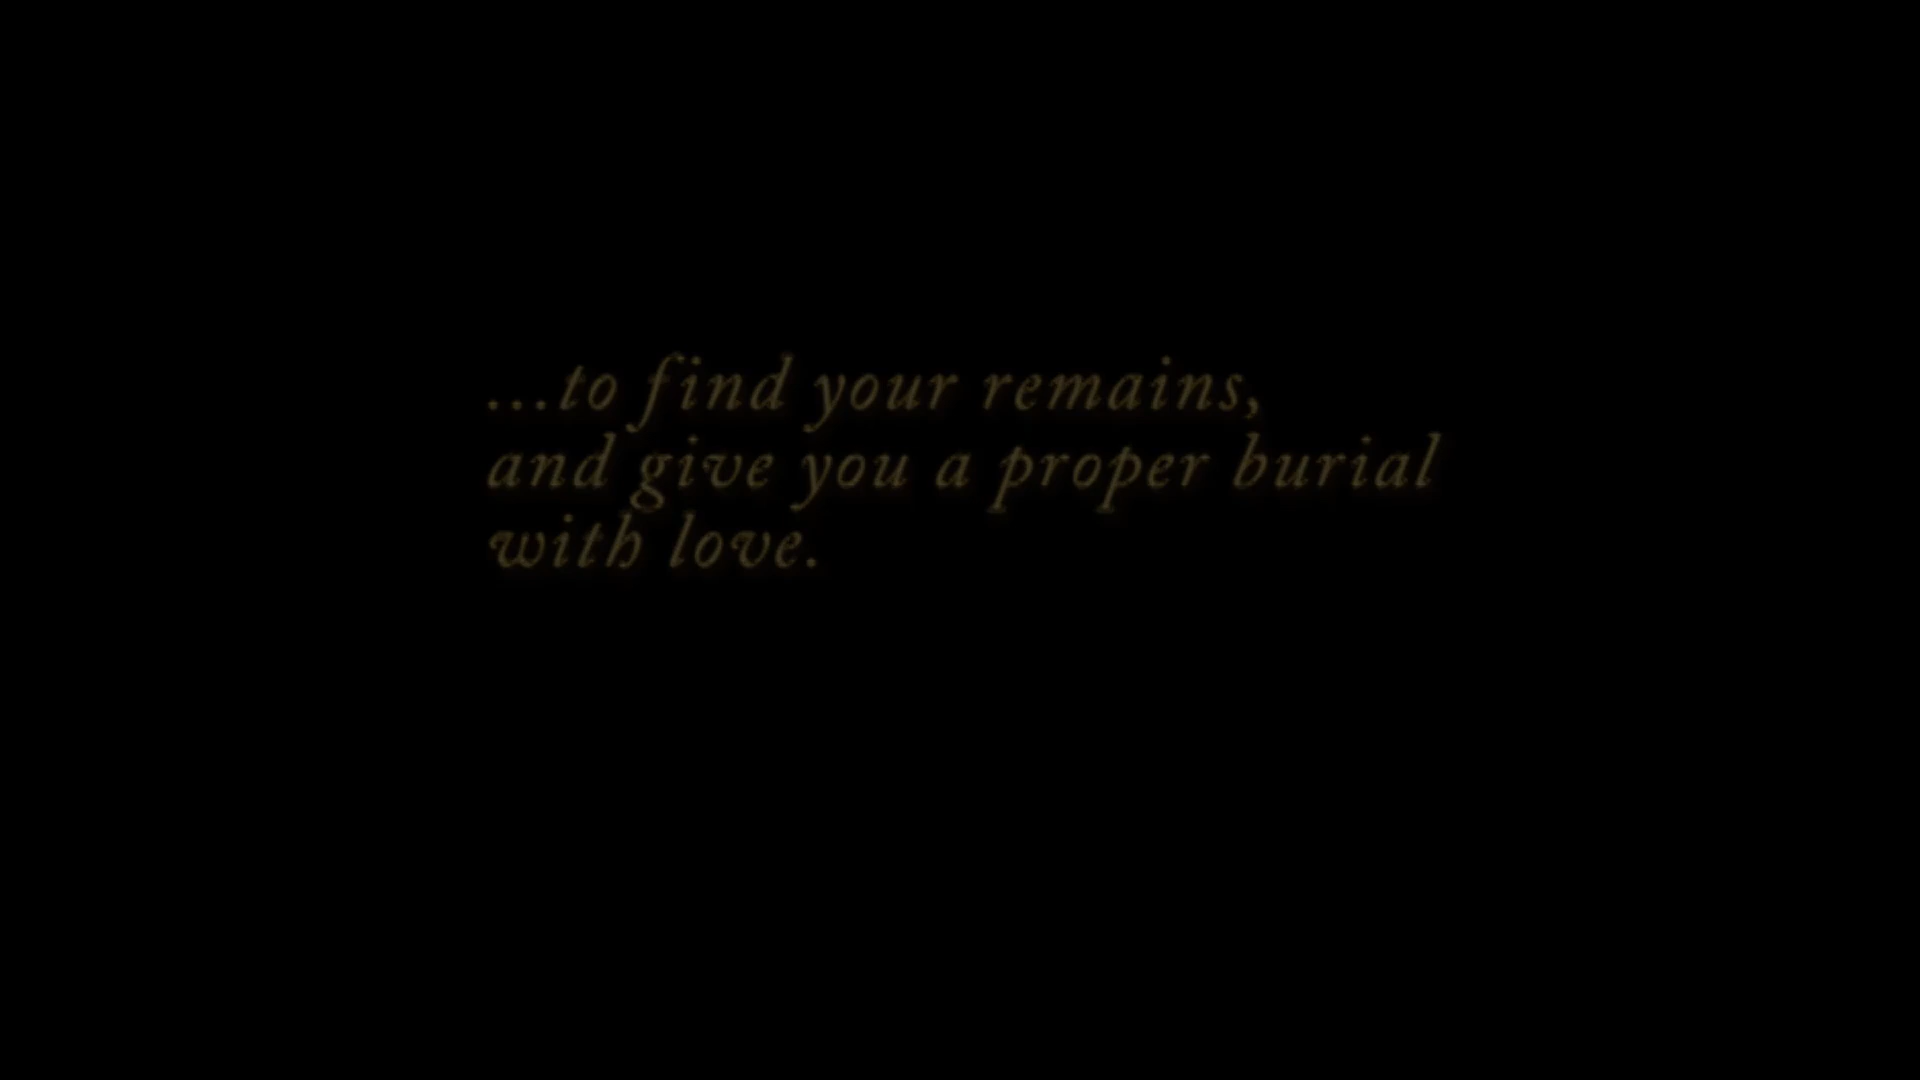 ...to find your remains,
and give you a proper burial
with love.